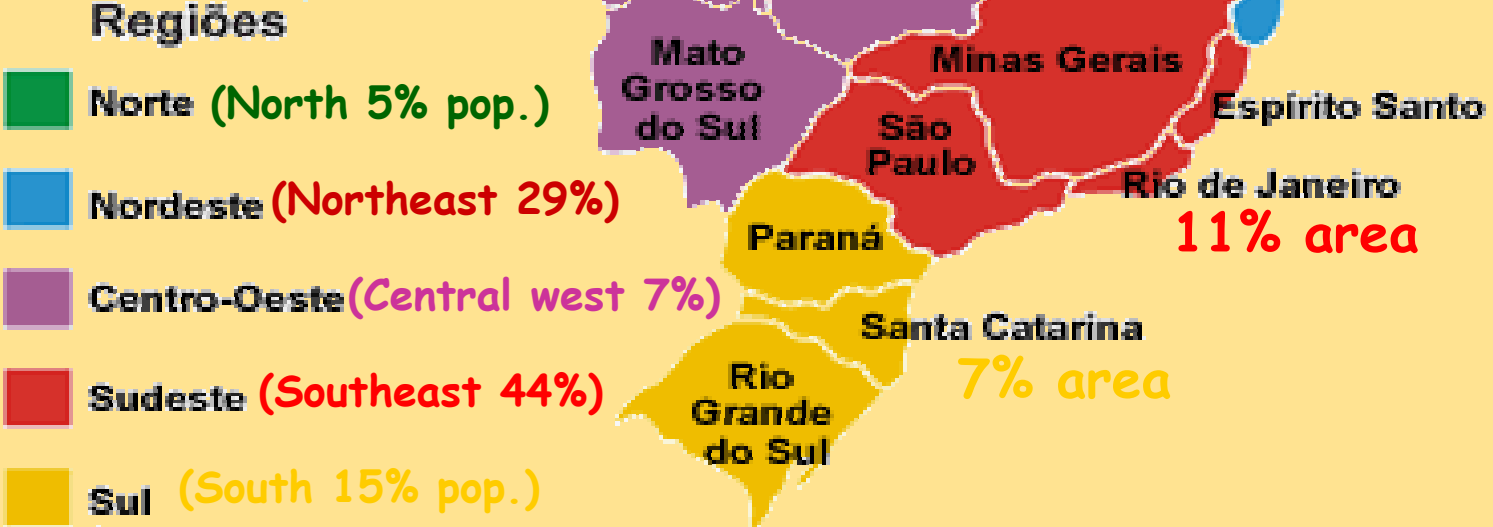 Regiões
Norte (North 5% pop.)
Nordeste (Northeast 29%)
Centro-Oeste (Central west 7%)
Sudeste (Southeast 44%)
Sul (South 15% pop.)
Mato
Grosso
do Sul
Minas Gerais
Espírito Santo
São
Paulo
Rio de Janeiro
11% area
Paraná
Santa Catarina
7% area
Rio
Grande
do Sul